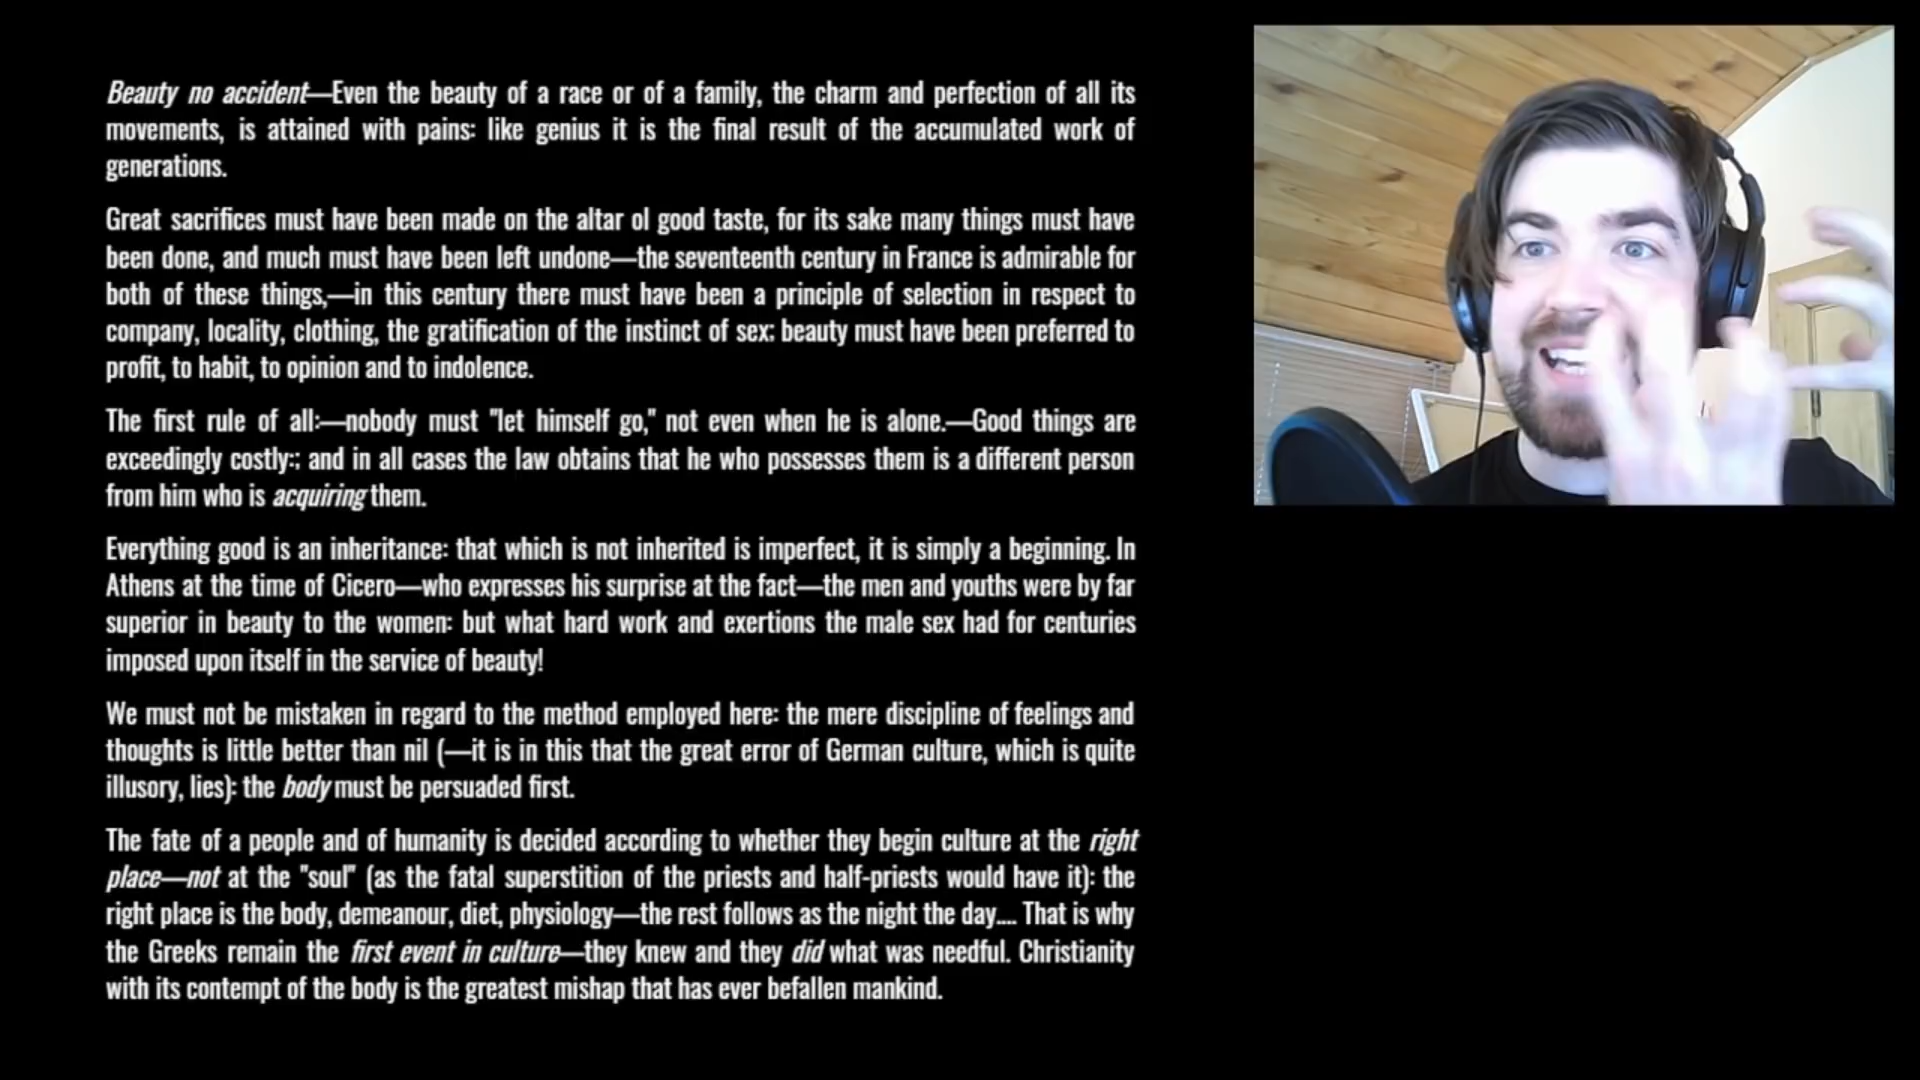 Beauty no accident—Even the beauty of a race or of a family, the charm and perfection of all its
movements, is attained with pains: like genius it is the final result of the accumulated work of
generations.
Great sacrifices must have been made on the altar ol good taste, for its sake many things must have
been done, and much must have been left undone—the seventeenth century in France is admirable for
both of these things,—in this century there must have been a principle of selection in respect to
company, locality, clothing, the gratification of the instinct of sex: beauty must have been preferred to
profit, to habit, to opinion and to indolence.
The first rule of all:—nobody must "let himself go," not even when he is alone.—Good things are
exceedingly costly:; and in all cases the law obtains that he who possesses them is a different person
from him who is acquiring them.
Everything good is an inheritance: that which is not inherited is imperfect, it is simply a beginning. In
Athens at the time of Cicero—who expresses his surprise at the fact—the men and youths were by far
superior in beauty to the women: but what hard work and exertions the male sex had for centuries
imposed upon itself in the service of beauty!
We must not be mistaken in regard to the method employed here: the mere discipline of feelings and
thoughts is little better than nil (—it is in this that the great error of German culture, which is quite
illusory, lies): the body must be persuaded first.
The fate of a people and of humanity is decided according to whether they begin culture at the right
place—not at the "soul" (as the fatal superstition of the priests and half-priests would have it): the
right place is the body, demeanour, diet, physiology—the rest follows as the night the day.... That is why
the Greeks remain the first event in culture—they knew and they did what was needful. Christianity
with its contempt of the body is the greatest mishap that has ever befallen mankind.